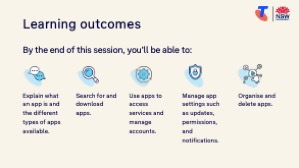 Learning outcomes
NSW
By the end of this session, you'll be able to:
Explain what
an app is and
the different
types of apps
available.
Search for and
download
apps.
Use apps to
access
services and
manage
accounts.
Manage app
settings such
as updates,
permissions,
and
notifications.
Organise and
delete apps.